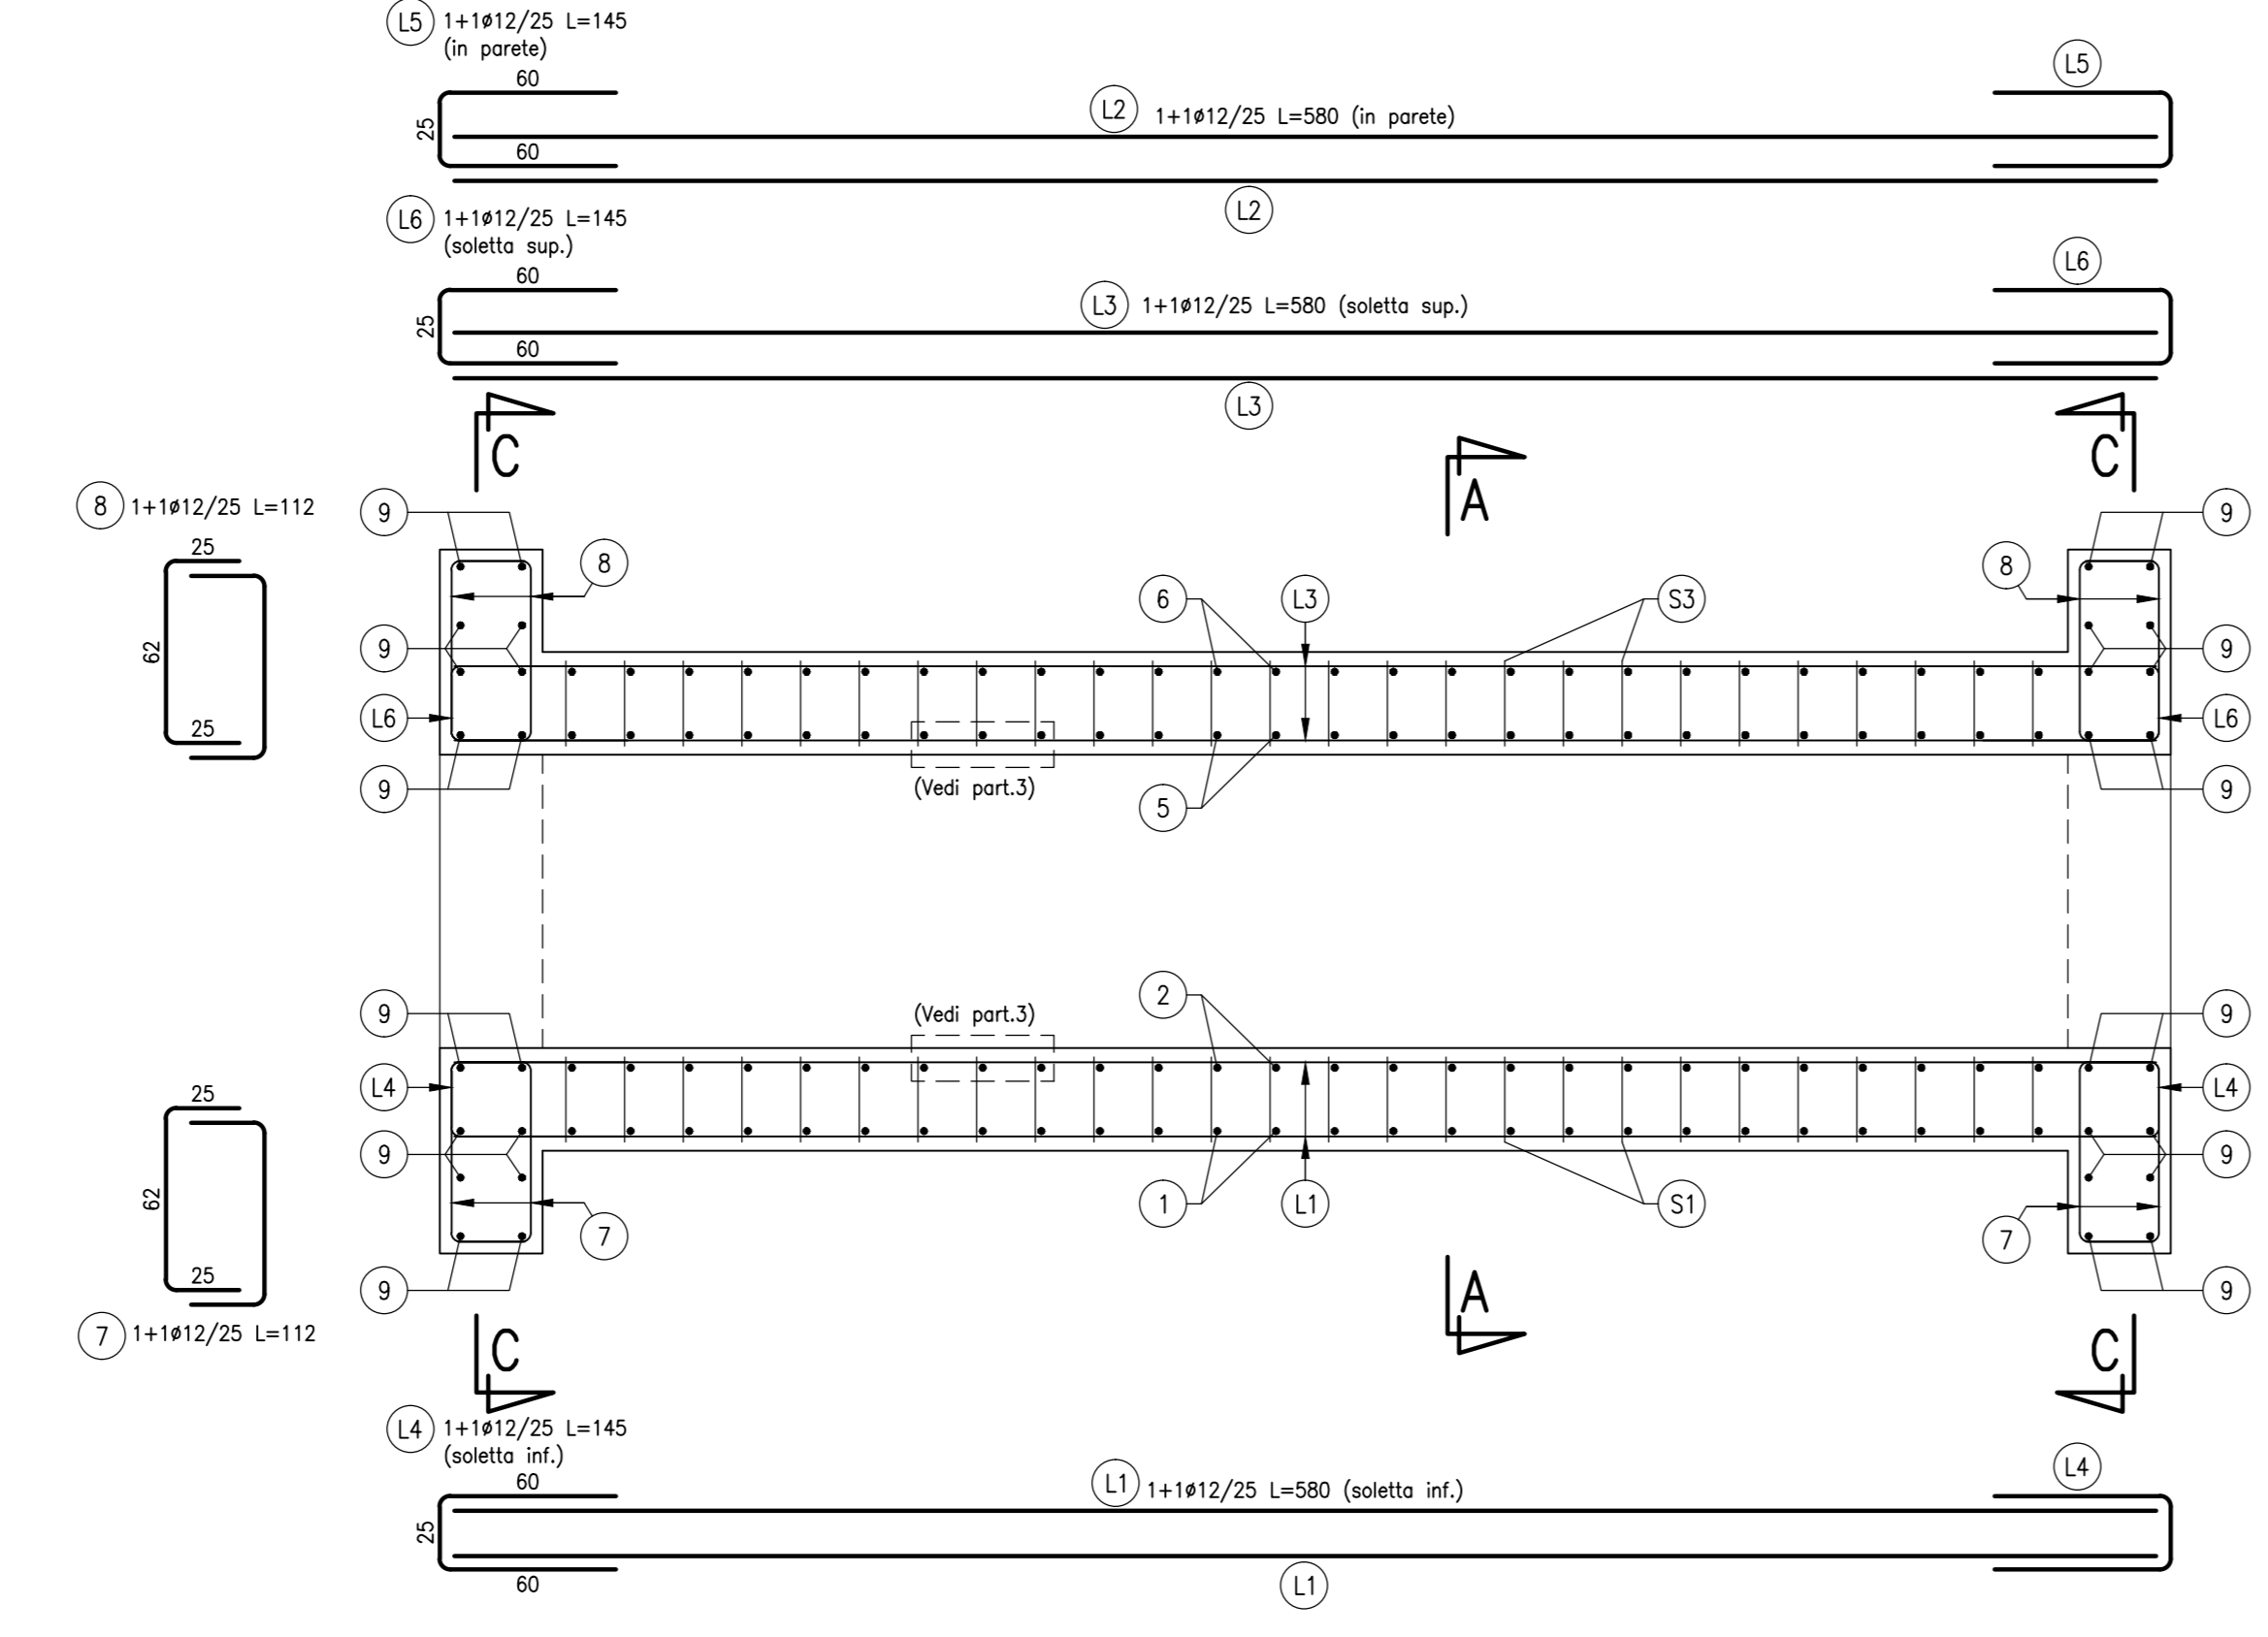 L5 1+1ø12/25 L=145
(in parete)
60
L5
L2 1+1ø12/25 L=580 (in parete)
25
60
L2
L6 1+1ø12/25 L=145
(soletta sup.)
60
L6
L3 1+1ø12/25 L=580 (soletta sup.)
25
60
L3
C
A
C
8 1+1ø12/25 L=112
25
62
25
9
8
6
L3
S3
8
9
9
9
L6
L6
9
(Vedi part.3)
5
9
9
(Vedi part.3)
2
9
L4
L4
25
62
25
9
9
7
1
L1
S1
7
9
9
7 1+1ø12/25 L=112
C
A
C
L4 1+1ø12/25 L=145
(soletta inf.)
60
L4
L1 1+1ø12/25 L=580 (soletta inf.)
25
60
L1